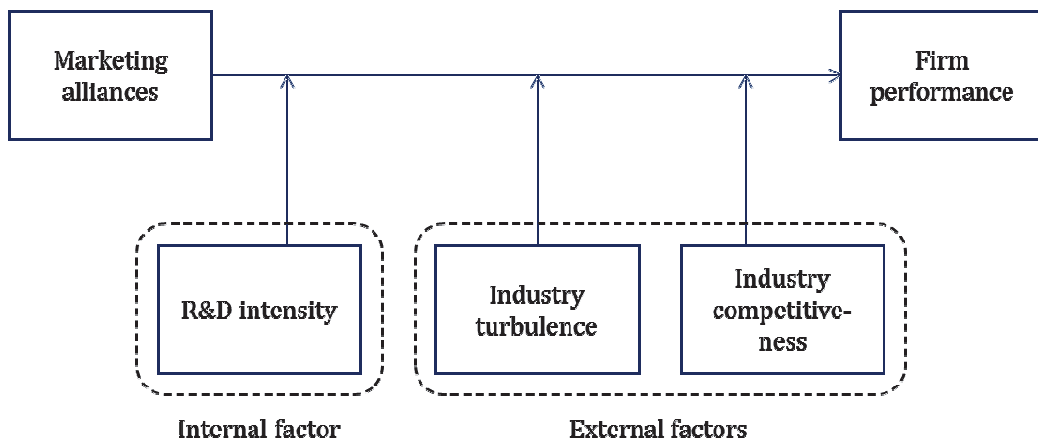 Marketing
alliances
Firm
performance
R&D intensity
Industry
turbulence
Industry
competitive-
ness
Internal factor
External factors